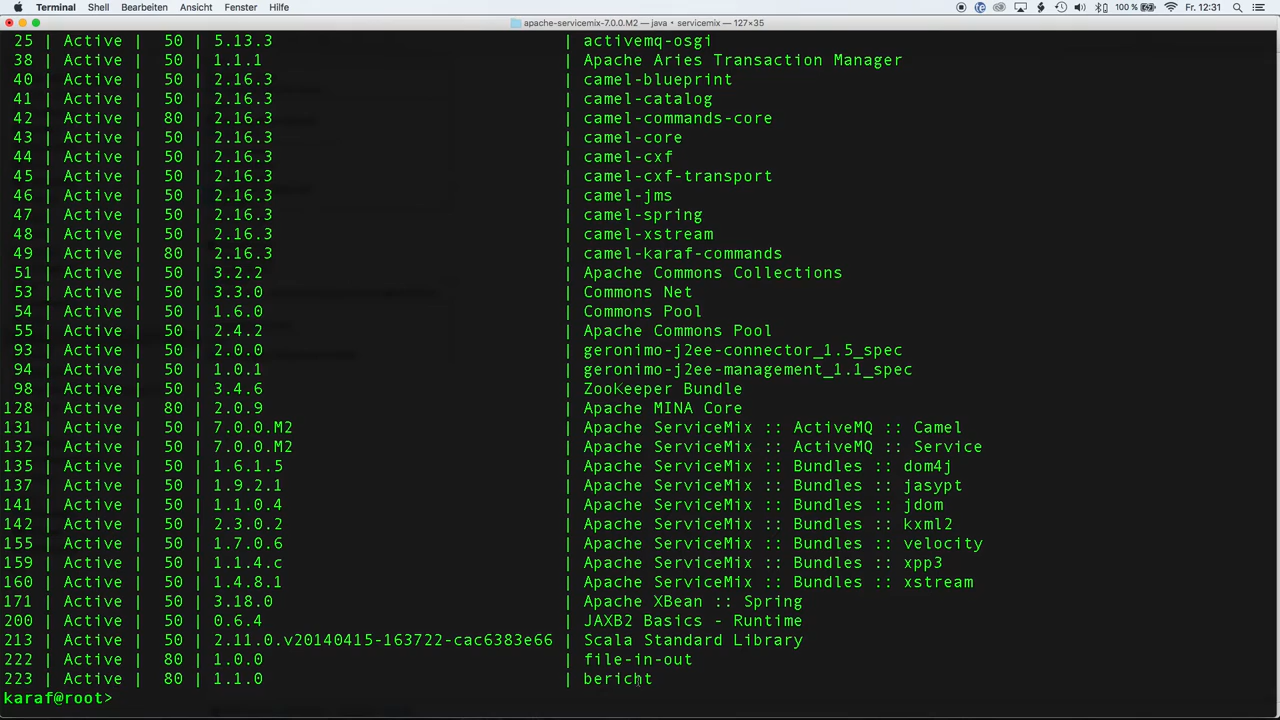 Terminal Shell Bearbeiten Ansicht Fenster Hilfe 100 % Fr. 12:31
apache-servicemix-7.0.0.M2 — java ‹ servicemix — 127×35
25 | Active | 50 | 5.13.3 | activemq-osgi
38 | Active | 50 | 1.1.1 | Apache Aries Transaction Manager
40 | Active | 50 | 2.16.3 | camel-blueprint
41 | Active | 50 | 2.16.3 | camel-catalog
42 | Active | 80 | 2.16.3 | camel-commands-core
43 | Active | 50 | 2.16.3 | camel-core
44 | Active | 50 | 2.16.3 | camel-cxf
45 | Active | 50 | 2.16.3 | camel-cxf-transport
46 | Active | 50 | 2.16.3 | camel-jms
47 | Active | 50 | 2.16.3 | camel-spring
48 | Active | 50 | 2.16.3 | camel-xstream
49 | Active | 80 | 2.16.3 | camel-karaf-commands
51 | Active | 50 | 3.2.2 | Apache Commons Collections
53 | Active | 50 | 3.3.0 | Commons Net
54 | Active | 50 | 1.6.0 | Commons Pool
55 | Active | 50 | 2.4.2 | Apache Commons Pool
93 | Active | 50 | 2.0.0 | geronimo-j2ee-connector_1.5_spec
94 | Active | 50 | 1.0.1 | geronimo-j2ee-management_1.1_spec
98 | Active | 50 | 3.4.6 | ZooKeeper Bundle
128 | Active | 80 | 2.0.9 | Apache MINA Core
131 | Active | 50 | 7.0.0.M2 | Apache ServiceMix :: ActiveMQ :: Camel
132 | Active | 50 | 7.0.0.M2 | Apache ServiceMix :: ActiveMQ :: Service
135 | Active | 50 | 1.6.1.5 | Apache ServiceMix :: Bundles :: dom4j
137 | Active | 50 | 1.9.2.1 | Apache ServiceMix :: Bundles :: jasypt
141 | Active | 50 | 1.1.0.4 | Apache ServiceMix :: Bundles :: jdom
142 | Active | 50 | 2.3.0.2 | Apache ServiceMix :: Bundles :: kxml2
155 | Active | 50 | 1.7.0.6 | Apache ServiceMix :: Bundles :: velocity
159 | Active | 50 | 1.1.4.c | Apache ServiceMix :: Bundles :: xpp3
160 | Active | 50 | 1.4.8.1 | Apache ServiceMix :: Bundles :: xstream
171 | Active | 50 | 3.18.0 | Apache XBean :: Spring
200 | Active | 50 | 0.6.4 | JAXB2 Basics - Runtime
213 | Active | 50 | 2.11.0.v20140415-163722-cac6383e66 | Scala Standard Library
222 | Active | 80 | 1.0.0 | file-in-out
223 | Active | 80 | 1.1.0 | bericht
karaf@root>